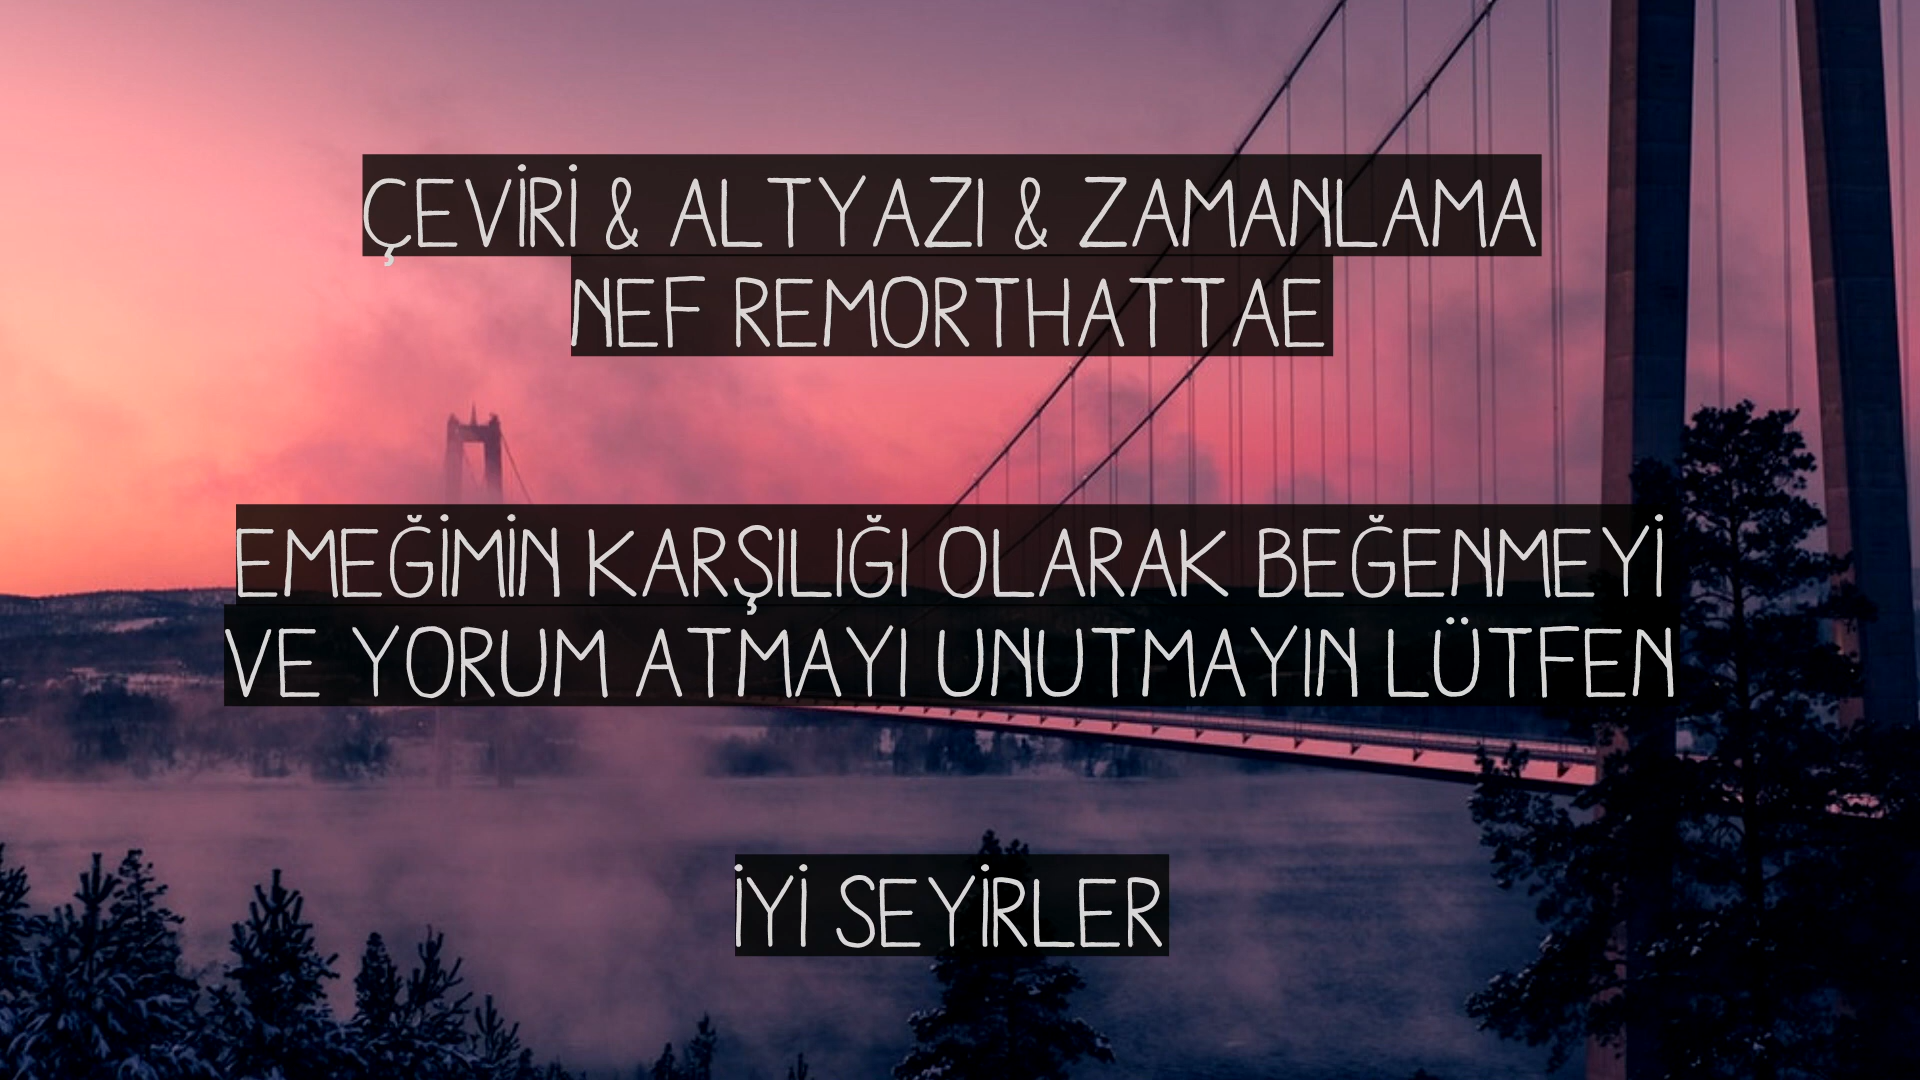 ÇEVİRİ & ALTYAZI & ZAMANLAMA
NEF REMORTHATTAE
EMEĞİMİN KARŞILIĞI OLARAK BEĞENMEYİ
VE YORUM ATMAYI UNUTMAYIN LÜTFEN
İYİ SEYİRLER